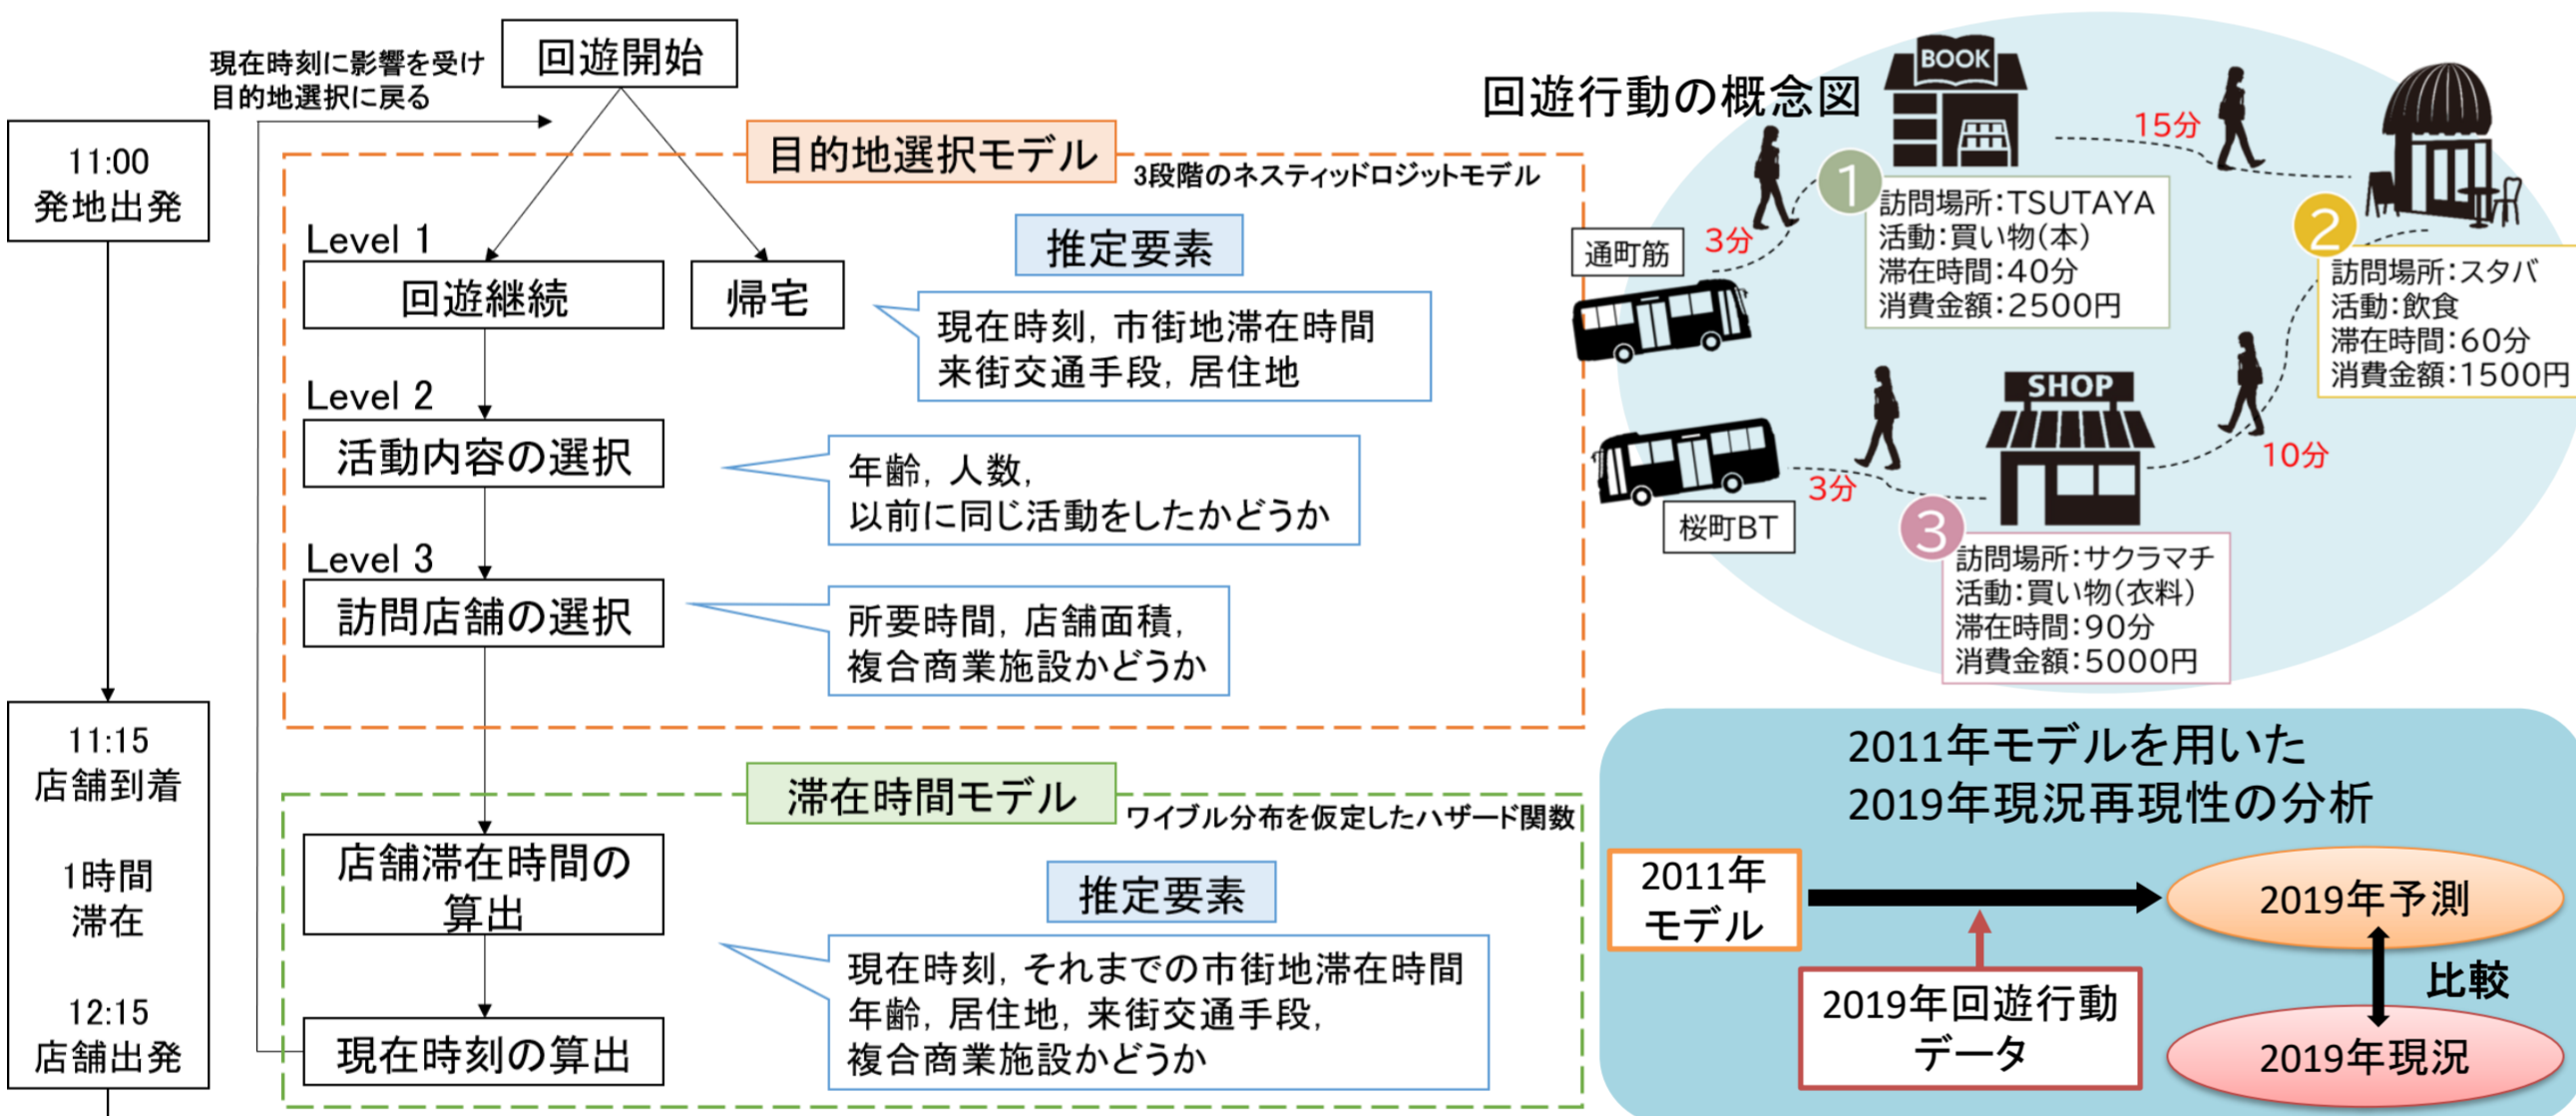 現在時刻に影響を受け
目的地選択に戻る
回遊開始
11:00
発地出発
目的地選択モデル
3段階のネスティッドロジットモデル
Level 1
回遊継続
帰宅
推定要素
現在時刻, 市街地滞在時間
来街交通手段, 居住地
Level 2
活動内容の選択
年齢, 人数,
以前に同じ活動をしたかどうか
Level 3
訪問店舗の選択
所要時間, 店舗面積,
複合商業施設かどうか
11:15
店舗到着
1時間
滞在
12:15
店舗出発
滞在時間モデル
ワイブル分布を仮定したハザード関数
店舗滞在時間の
算出
推定要素
現在時刻, それまでの市街地滞在時間
年齢, 居住地, 来街交通手段,
複合商業施設かどうか
現在時刻の算出
回遊行動の概念図
BOOK
15分
1
訪問場所:TSUTAYA
活動:買い物(本)
滞在時間:40分
消費金額:2500円
通町筋
3分
2
訪問場所:スタバ
活動:飲食
滞在時間:60分
消費金額:1500円
SHOP
10分
3分
桜町BT
3
訪問場所:サクラマチ
活動:買い物(衣料)
滞在時間:90分
消費金額:5000円
2011年モデルを用いた
2019年現況再現性の分析
2011年
モデル
2019年予測
2019年回遊行動
データ
比較
2019年現況